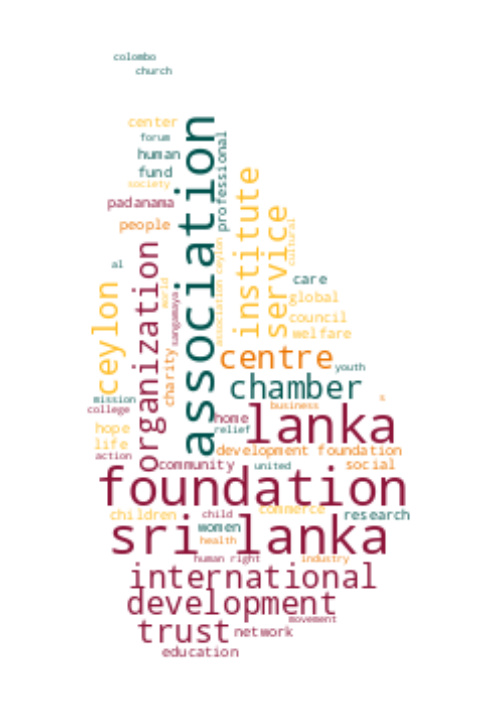 colombo
church
center
forum
human
fund
society
padanama
people
association
professional
institute
service
cultural
al
organization
world
sangamaya
association ceylon
ceylon
care
global
council
welfare
charity
centre
youth
chamber
mission
college
s
business
home
lanka
hope
relief
life
action
development foundation
community
united
social
foundation
children
child
commerce
research
women
sri lanka
health
human right
industry
international
development
movement
trust
network
education